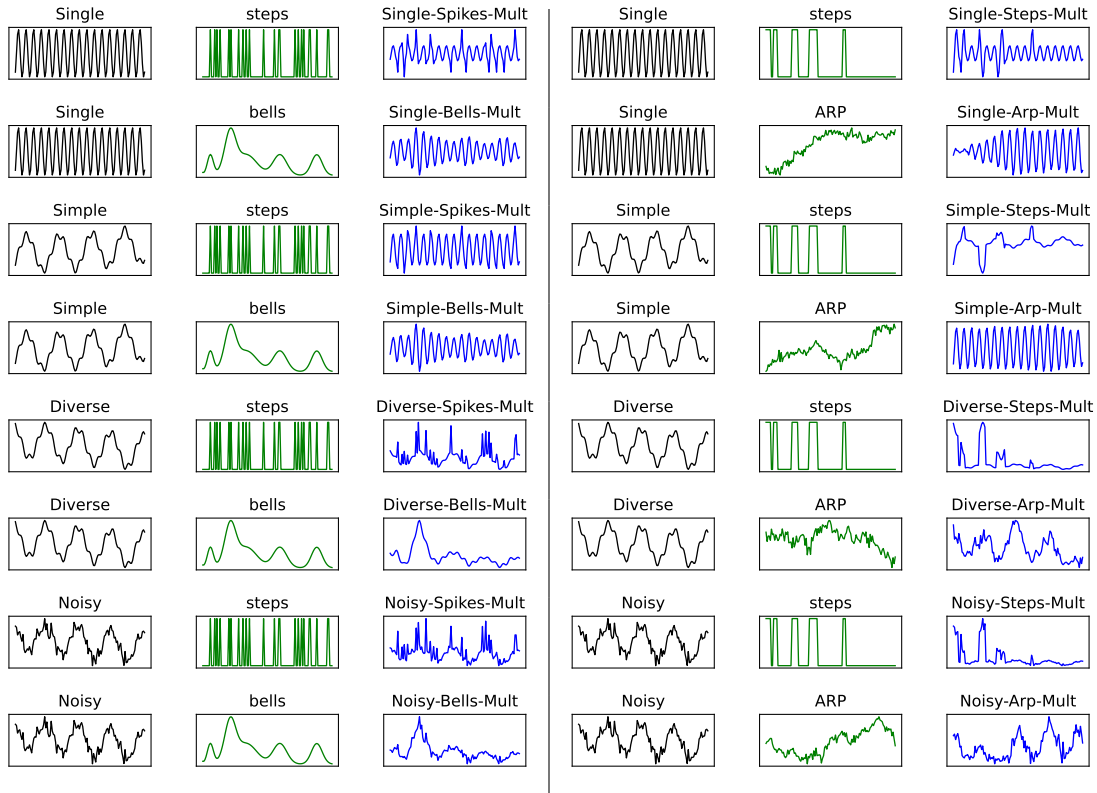 Single steps Single-Spikes-Mult Single steps Single-Steps-Mult
Single bells Single-Bells-Mult Single ARP Single-Arp-Mult
Simple steps Simple-Spikes-Mult Simple steps Simple-Steps-Mult
Simple bells Simple-Bells-Mult Simple ARP Simple-Arp-Mult
Diverse steps Diverse-Spikes-Mult Diverse steps Diverse-Steps-Mult
Diverse bells Diverse-Bells-Mult Diverse ARP Diverse-Arp-Mult
Noisy steps Noisy-Spikes-Mult Noisy steps Noisy-Steps-Mult
Noisy bells Noisy-Bells-Mult Noisy ARP Noisy-Arp-Mult